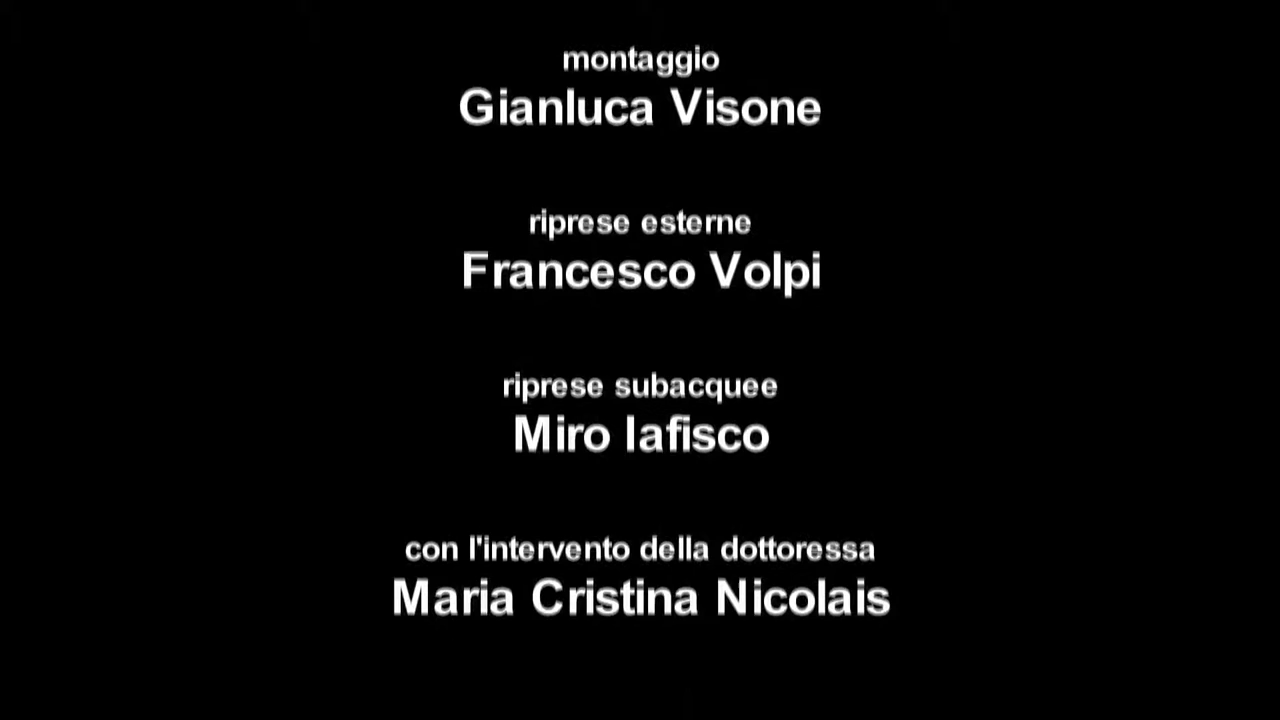 montaggio
Gianluca Visone
riprese esterne
Francesco Volpi
riprese subacquee
Miro Iafisco
con l'intervento della dottoressa
Maria Cristina Nicolais